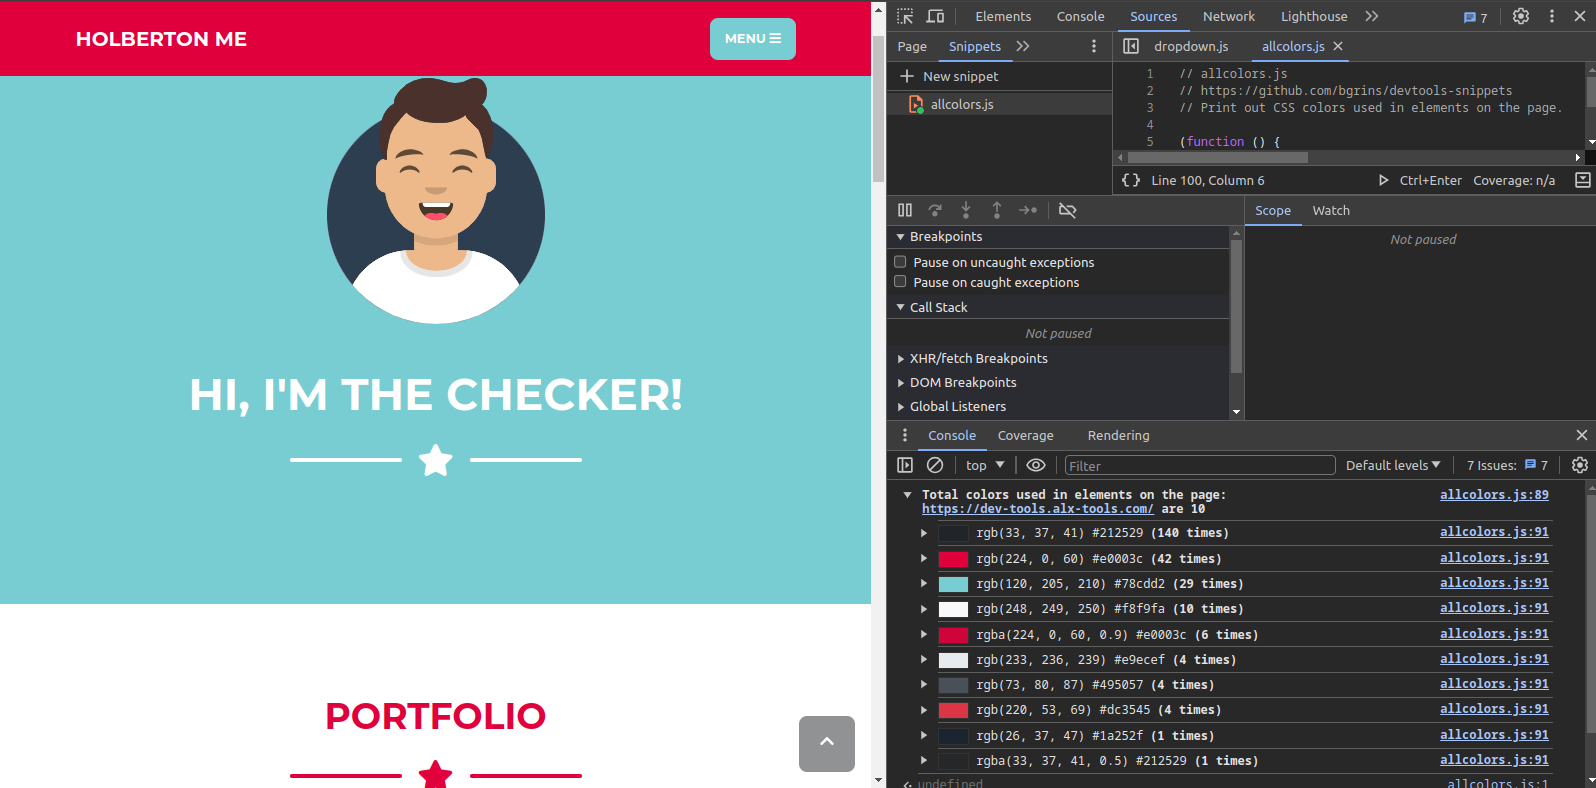 HOLBERTON ME
MENU
HI, I'M THE CHECKER!
PORTFOLIO
Elements Console Sources Network Lighthouse 7
Page Snippets
New snippet
allcolors.js
dropdown.js allcolors.js
1 // allcolors.js
2 // https://github.com/bgrins/devtools-snippets
3 // Print out CSS colors used in elements on the page.
4
5 (function () {
{} Line 100, Column 6 Ctrl+Enter Coverage: n/a
Breakpoints
Pause on uncaught exceptions
Pause on caught exceptions
Call Stack
Not paused
XHR/fetch Breakpoints
DOM Breakpoints
Global Listeners
Scope Watch
Not paused
Console Coverage Rendering
top Filter Default levels 7 Issues: 7
Total colors used in elements on the page: allcolors.js:89
https://dev-tools.alx-tools.com/ are 10
rgb(33, 37, 41) #212529 (140 times) allcolors.js:91
rgb(224, 0, 60) #e0003c (42 times) allcolors.js:91
rgb(120, 205, 210) #78cdd2 (29 times) allcolors.js:91
rgb(248, 249, 250) #f8f9fa (10 times) allcolors.js:91
rgba(224, 0, 60, 0.9) #e0003c (6 times) allcolors.js:91
rgb(233, 236, 239) #e9ecef (4 times) allcolors.js:91
rgb(73, 80, 87) #495057 (4 times) allcolors.js:91
rgb(220, 53, 69) #dc3545 (4 times) allcolors.js:91
rgb(26, 37, 47) #1a252f (1 times) allcolors.js:91
rgba(33, 37, 41, 0.5) #212529 (1 times) allcolors.js:91
undefined allcolors.js:1